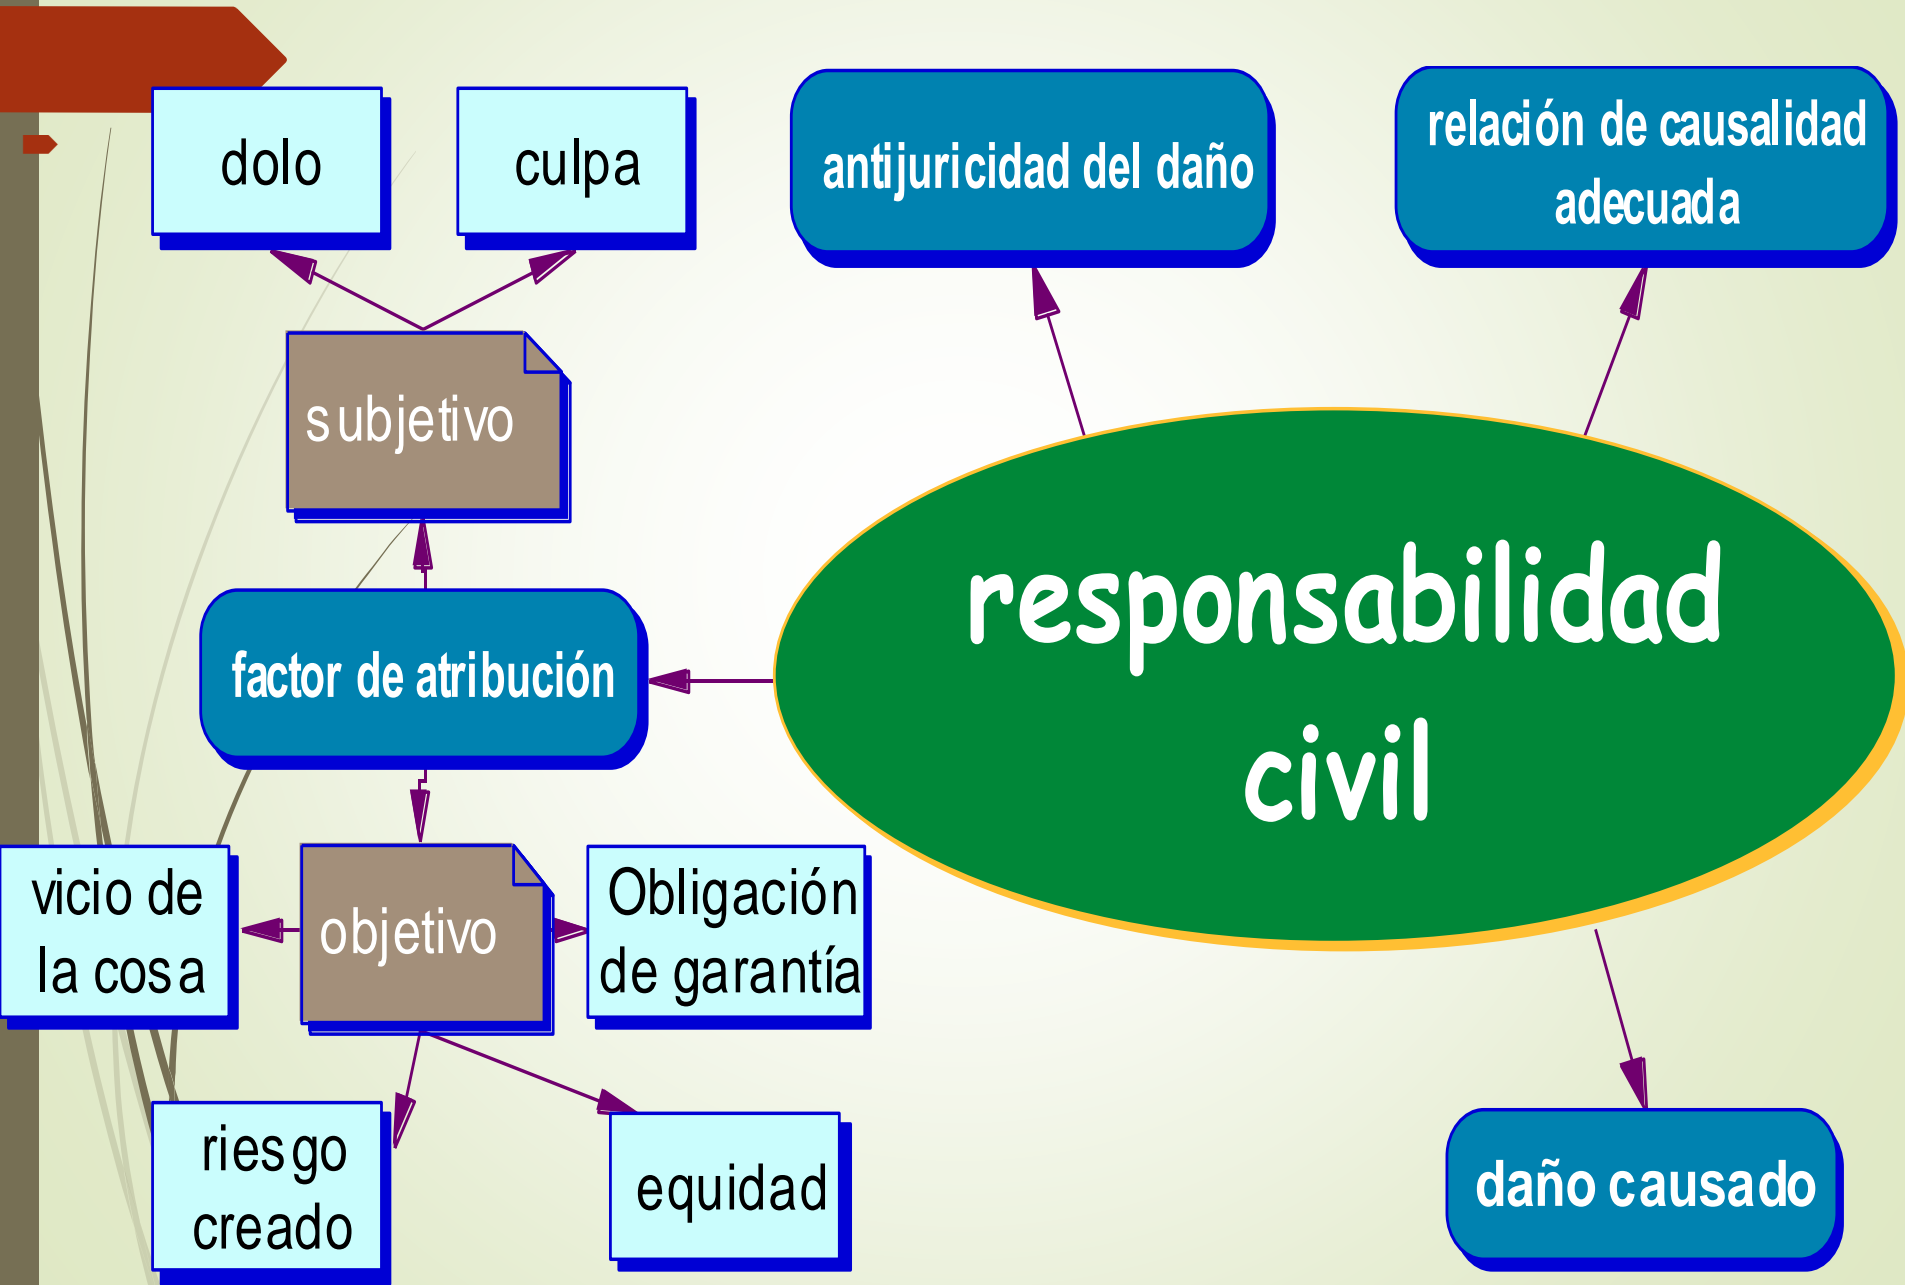 dolo
culpa
antijuricidad del daño
relación de causalidad
adecuada
subjetivo
responsabilidad
civil
factor de atribución
vicio de
la cosa
objetivo
Obligación
de garantía
riesgo
creado
equidad
daño causado